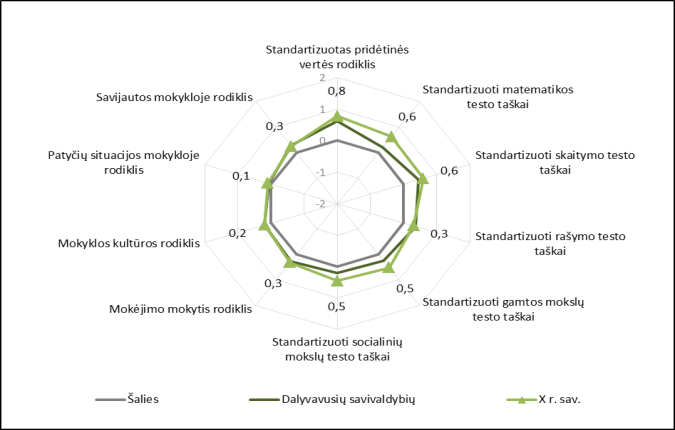 Standartizuotas pridėtinės
vertės rodiklis
2
0,8
1
0
-1
-2
Standartizuoti matematikos
testo taškai
0,6
Standartizuoti skaitymo testo
taškai
0,6
Standartizuoti rašymo testo
taškai
0,3
Standartizuoti gamtos mokslų
testo taškai
0,5
Standartizuoti socialinių
mokslų testo taškai
0,5
Mokėjimo mokytis rodiklis
0,3
Mokyklos kultūros rodiklis
0,2
Patyčių situacijos mokykloje
rodiklis
0,1
Savijautos mokykloje rodiklis
0,3
Šalies
Dalyvavusių savivaldybių
X r. sav.